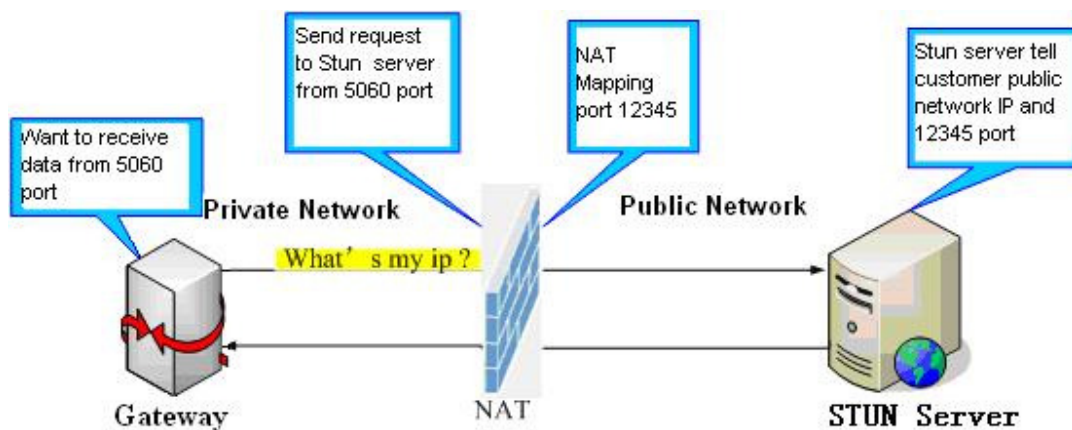 Send request
to Stun server
from 5060 port
NAT
Mapping
port 12345
Stun server tell
customer public
network IP and
12345 port
Want to receive
data from 5060
port
Private Network
Public Network
What's my ip ?
Gateway
NAT
STUN Server